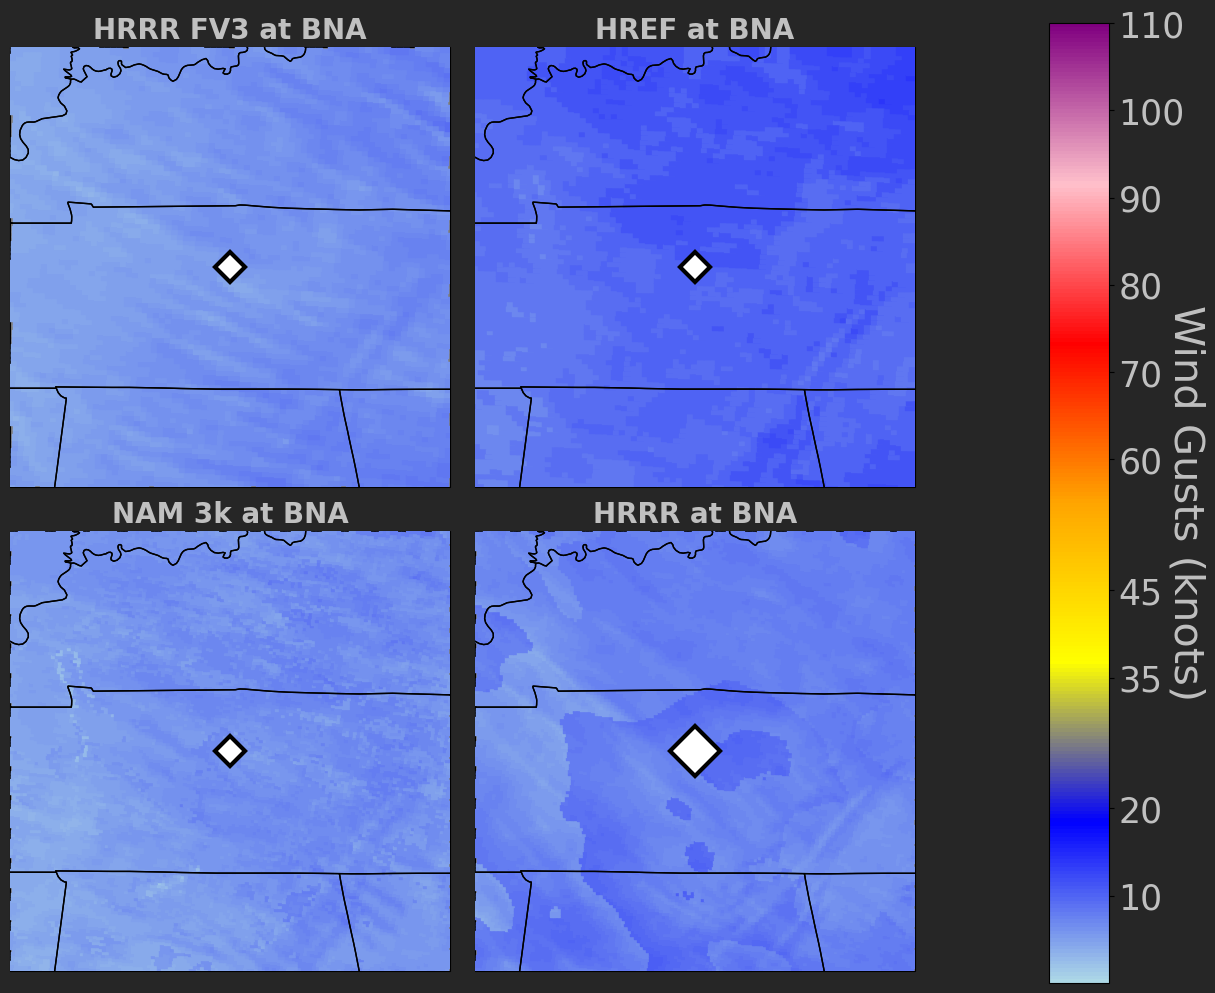 HRRR FV3 at BNA
HREF at BNA
NAM 3k at BNA
HRRR at BNA
110
100
90
80
70
60
45
35
20
10
Wind Gusts (knots)